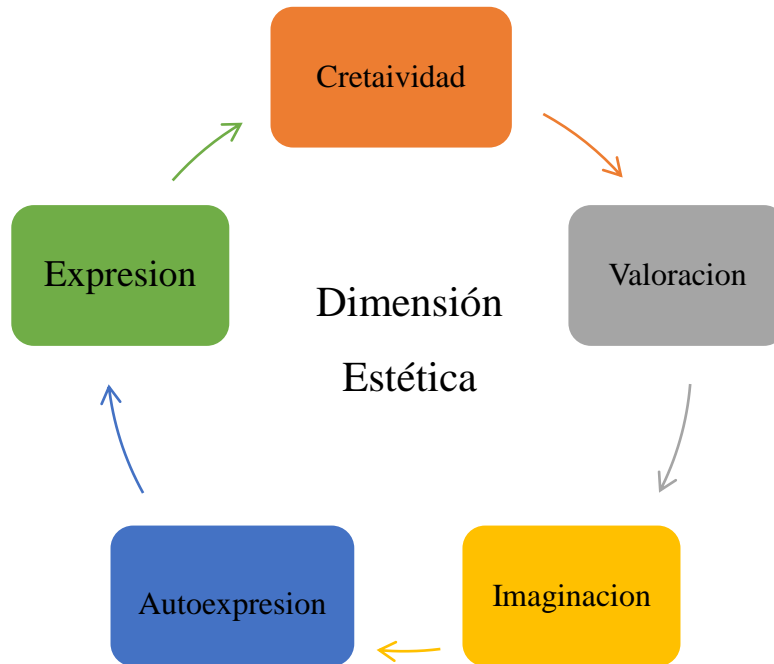 Cretaividad
Valoracion
Imaginacion
Autoexpresion
Expresion
Dimensión
Estética